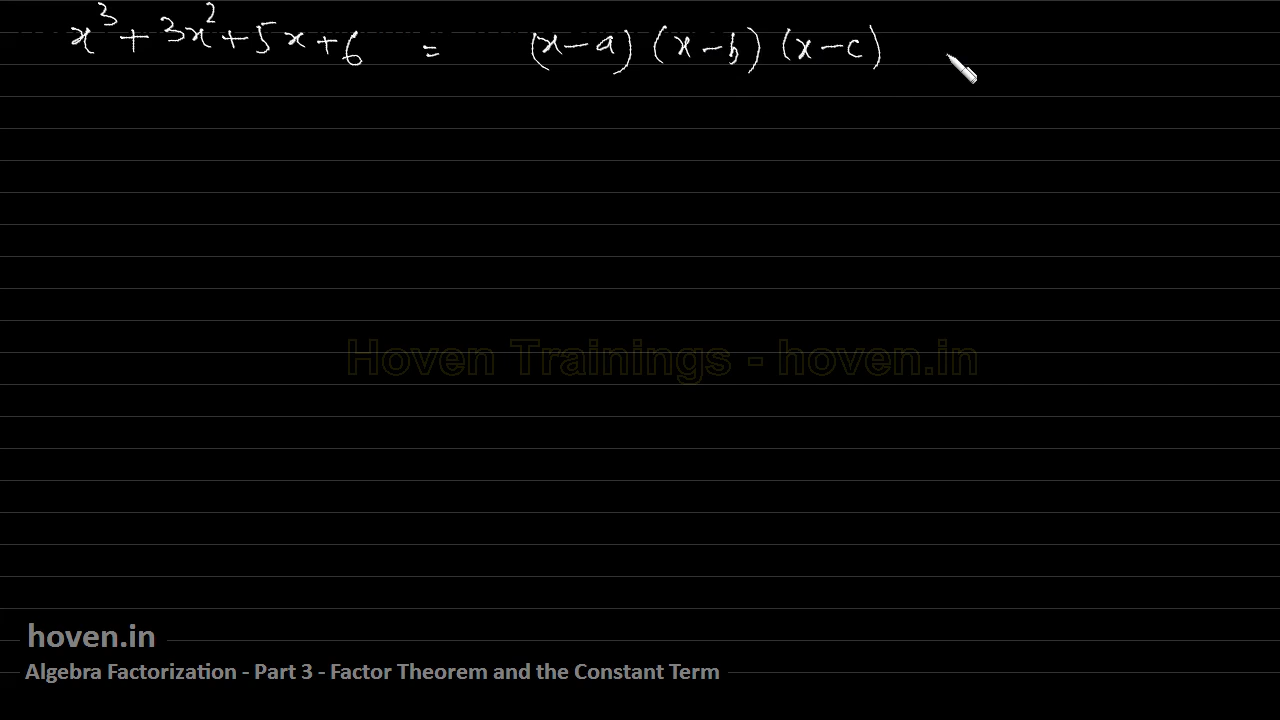 x³ + 3x² + 5x + 6 = (x – a) (x – b) (x – c)
Hoven Trainings - hoven.in
hoven.in
Algebra Factorization - Part 3 - Factor Theorem and the Constant Term